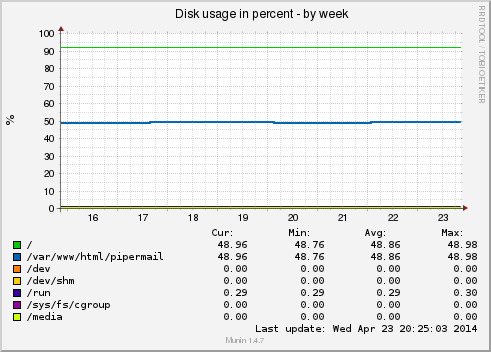 Disk usage in percent - by week
RRDTOOL / TOBI OETIKER
%
100
90
80
70
60
50
40
30
20
10
0
16 17 18 19 20 21 22 23
Cur: Min: Avg: Max:
/ 48.96 48.76 48.86 48.98
/var/www/html/pipermail 48.96 48.76 48.86 48.98
/dev 0.00 0.00 0.00 0.00
/dev/shm 0.00 0.00 0.00 0.00
/run 0.29 0.29 0.29 0.30
/sys/fs/cgroup 0.00 0.00 0.00 0.00
/media 0.00 0.00 0.00 0.00
Last update: Wed Apr 23 20:25:03 2014
Munin 1.4.7